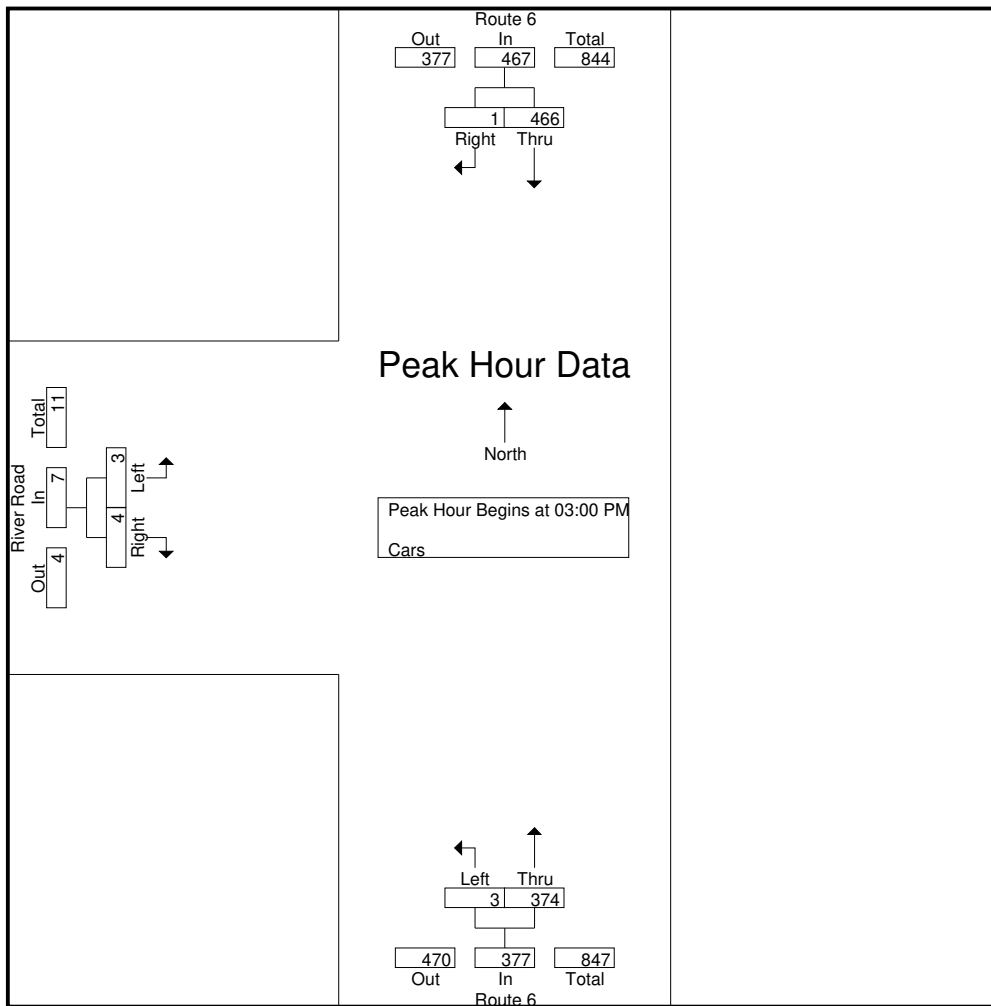 Route 6
Out In Total
377 467 844
1 466
Right Thru
Peak Hour Data
North
Peak Hour Begins at 03:00 PM
Cars
River Road
Out In Total
4 7 11
4 3
Right Left
Left Thru
3 374
470 377 847
Out In Total
Route 6